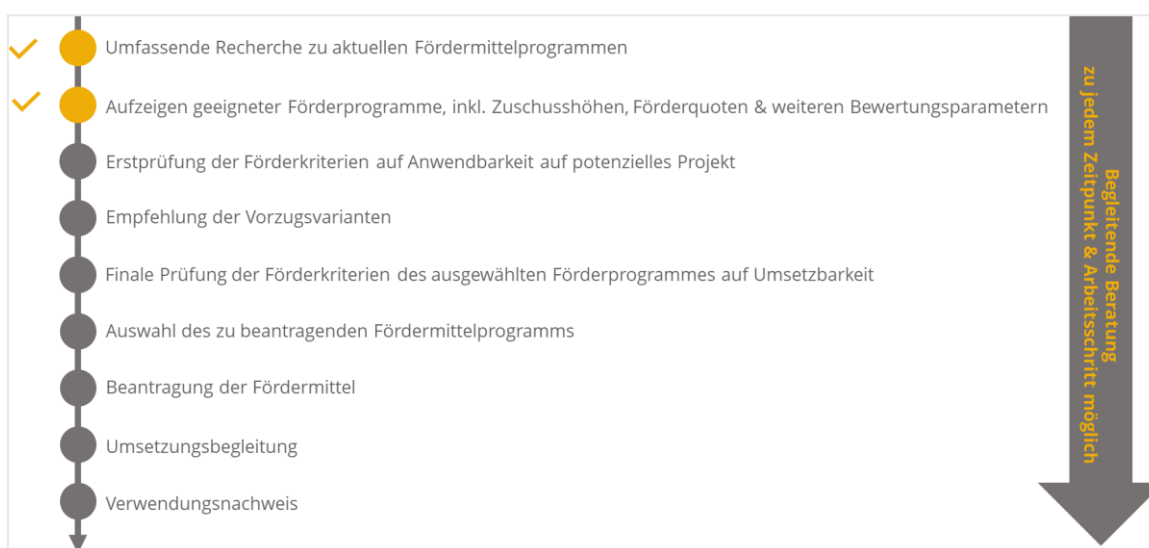 Umfassende Recherche zu aktuellen Fördermittelprogrammen
Aufzeigen geeigneter Förderprogramme, inkl. Zuschusshöhen, Förderquoten & weiteren Bewertungsparametern
Erstprüfung der Förderkriterien auf Anwendbarkeit auf potenzielles Projekt
Empfehlung der Vorzugsvarianten
Finale Prüfung der Förderkriterien des ausgewählten Förderprogrammes auf Umsetzbarkeit
Auswahl des zu beantragenden Fördermittelprogramms
Beantragung der Fördermittel
Umsetzungsbegleitung
Verwendungsnachweis
Begleitende Beratung
zu jedem Zeitpunkt & Arbeitsschritt möglich